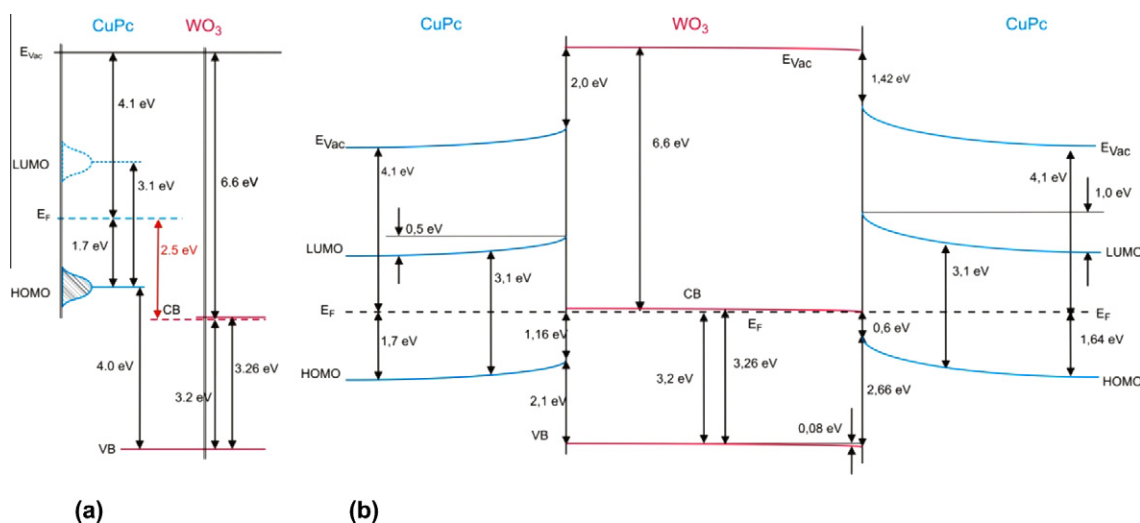 CuPc
WO3
EVac
4.1 eV
LUMO
3.1 eV
6.6 eV
EF
1.7 eV
2.5 eV
HOMO
CB
4.0 eV
3.2 eV
3.26 eV
VB
(a)
CuPc
WO3
CuPc
EVac
2,0 eV
1,42 eV
EVac
6,6 eV
EVac
4,1 eV
4,1 eV
1,0 eV
0,5 eV
LUMO
3,1 eV
3,1 eV
LUMO
CB
EF
EF
EF
1,7 eV
1,16 eV
0,6 eV
1,64 eV
3,2 eV
3,26 eV
HOMO
HOMO
2,1 eV
2,66 eV
VB
0,08 eV
(b)